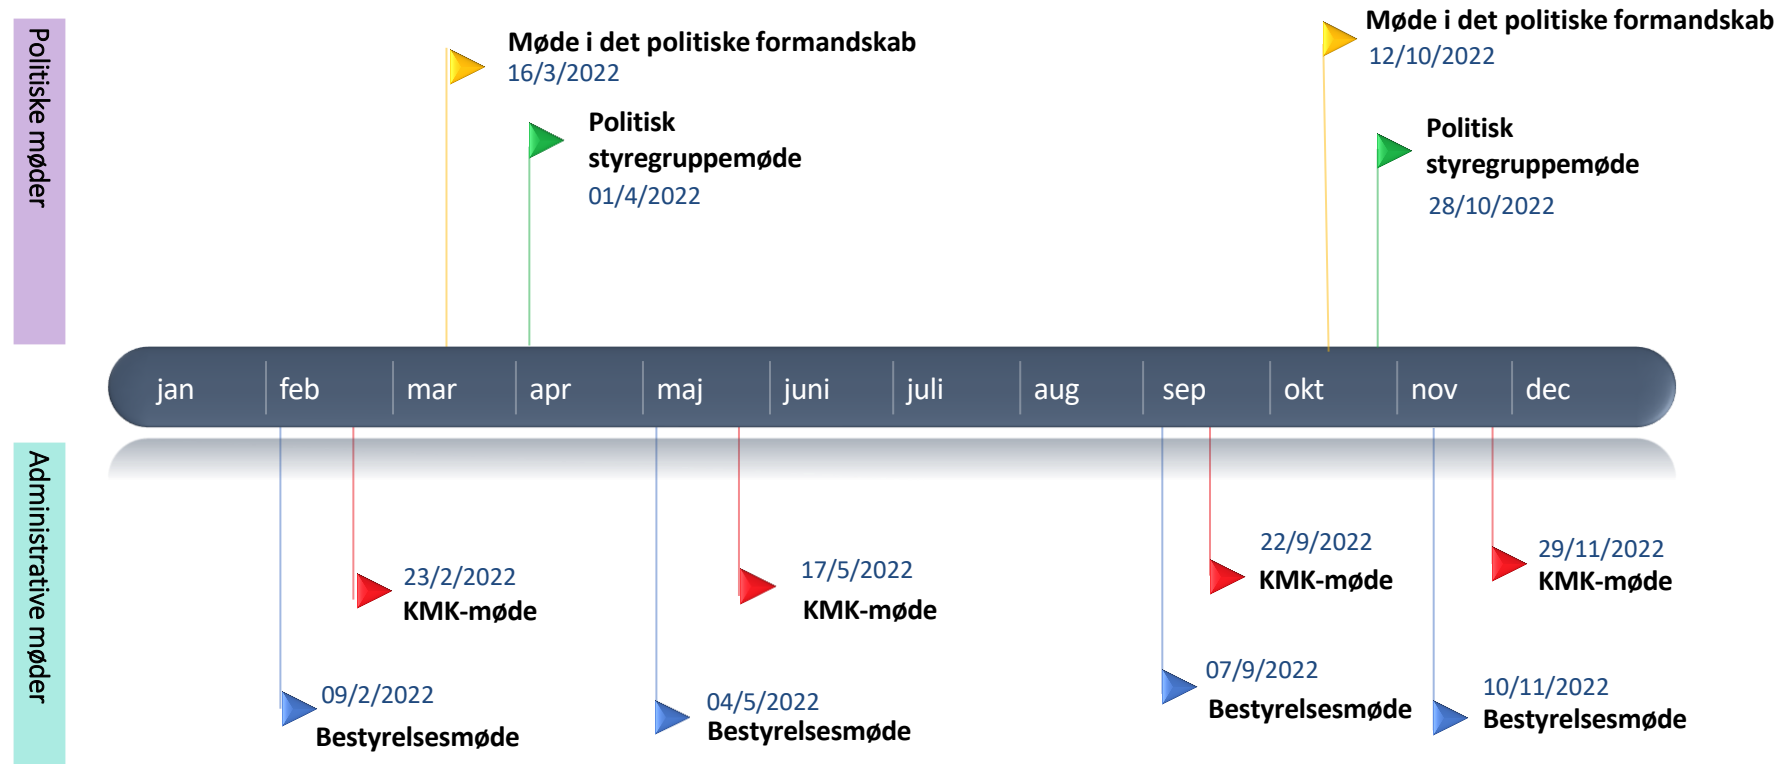 Politiske møder
Møde i det politiske formandskab
16/3/2022
Politisk
styregruppemøde
01/4/2022
Møde i det politiske formandskab
12/10/2022
Politisk
styregruppemøde
28/10/2022
jan feb mar apr maj juni juli aug sep okt nov dec
Administrative møder
23/2/2022
KMK-møde
09/2/2022
Bestyrelsesmøde
17/5/2022
KMK-møde
04/5/2022
Bestyrelsesmøde
22/9/2022
KMK-møde
07/9/2022
Bestyrelsesmøde
29/11/2022
KMK-møde
10/11/2022
Bestyrelsesmøde